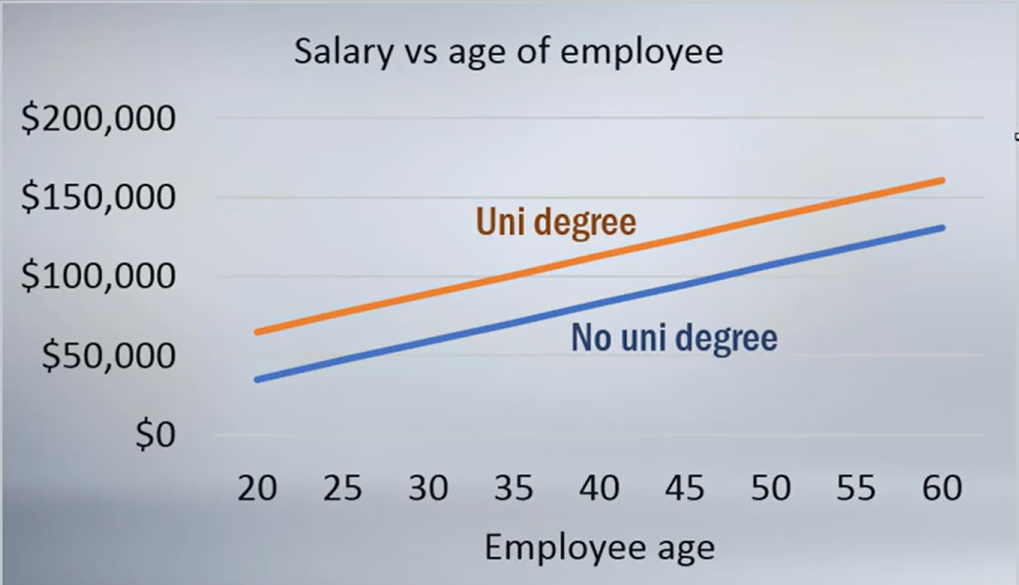 Salary vs age of employee
$200,000
$150,000
Uni degree
$100,000
No uni degree
$50,000
$0
20 25 30 35 40 45 50 55 60
Employee age